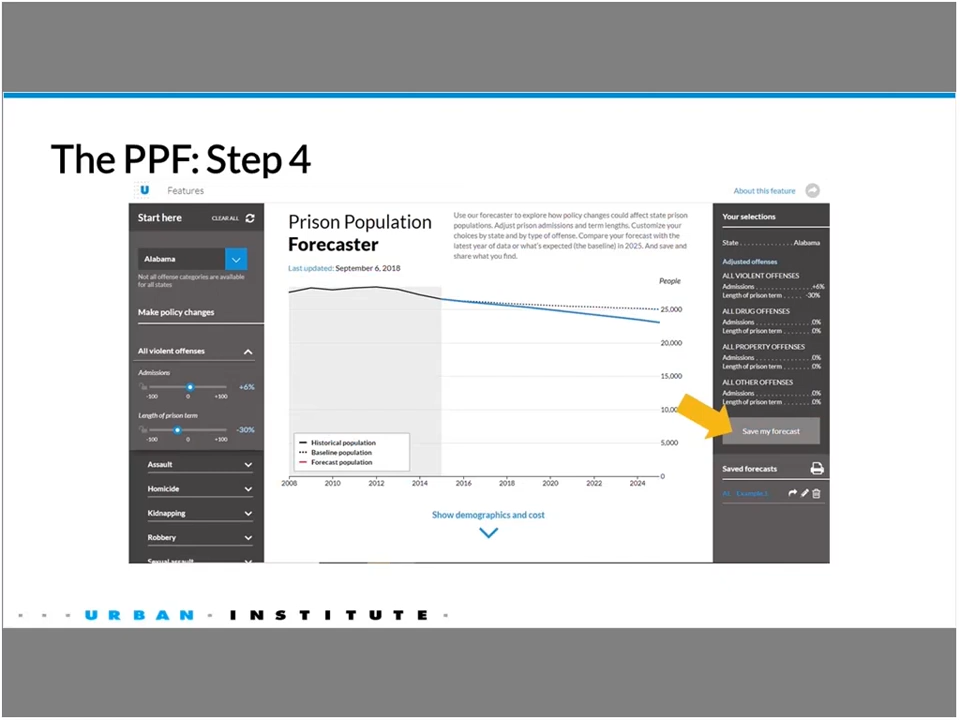 The PPF: Step 4
U Features
About this feature
Start here
CLEAR ALL
Alabama
Not all offense categories are available
for all states
Make policy changes
All violent offenses
Admissions
+6%
-100 0 +100
Length of prison term
-30%
-100 0 +100
Assault
Homicide
Kidnapping
Robbery
Sexual assault
Prison Population
Forecaster
Last updated: September 6, 2018
Use our forecaster to explore how policy changes could affect state prison
populations. Adjust prison admissions and term lengths. Customize your
choices by state and by type of offense. Compare your forecast with the
latest year of data or what's expected (the baseline) in 2025. And save and
share what you find.
People
25,000
20,000
15,000
10,00
5,000
0
Historical population
Baseline population
Forecast population
2008 2010 2012 2014 2016 2018 2020 2022 2024
Show demographics and cost
Your selections
State . . . . . . . . . . . . . Alabama
Adjusted offenses
ALL VIOLENT OFFENSES
Admissions . . . . . . . . . . . . . +6%
Length of prison term . . . . . . -30%
ALL DRUG OFFENSES
Admissions . . . . . . . . . . . . . 0%
Length of prison term . . . . . . . 0%
ALL PROPERTY OFFENSES
Admissions . . . . . . . . . . . . . 0%
Length of prison term . . . . . . . 0%
ALL OTHER OFFENSES
Admissions . . . . . . . . . . . . . 0%
Length of prison term . . . . . . . 0%
Save my forecast
Saved forecasts
AL - Example 1
URBAN INSTITUTE